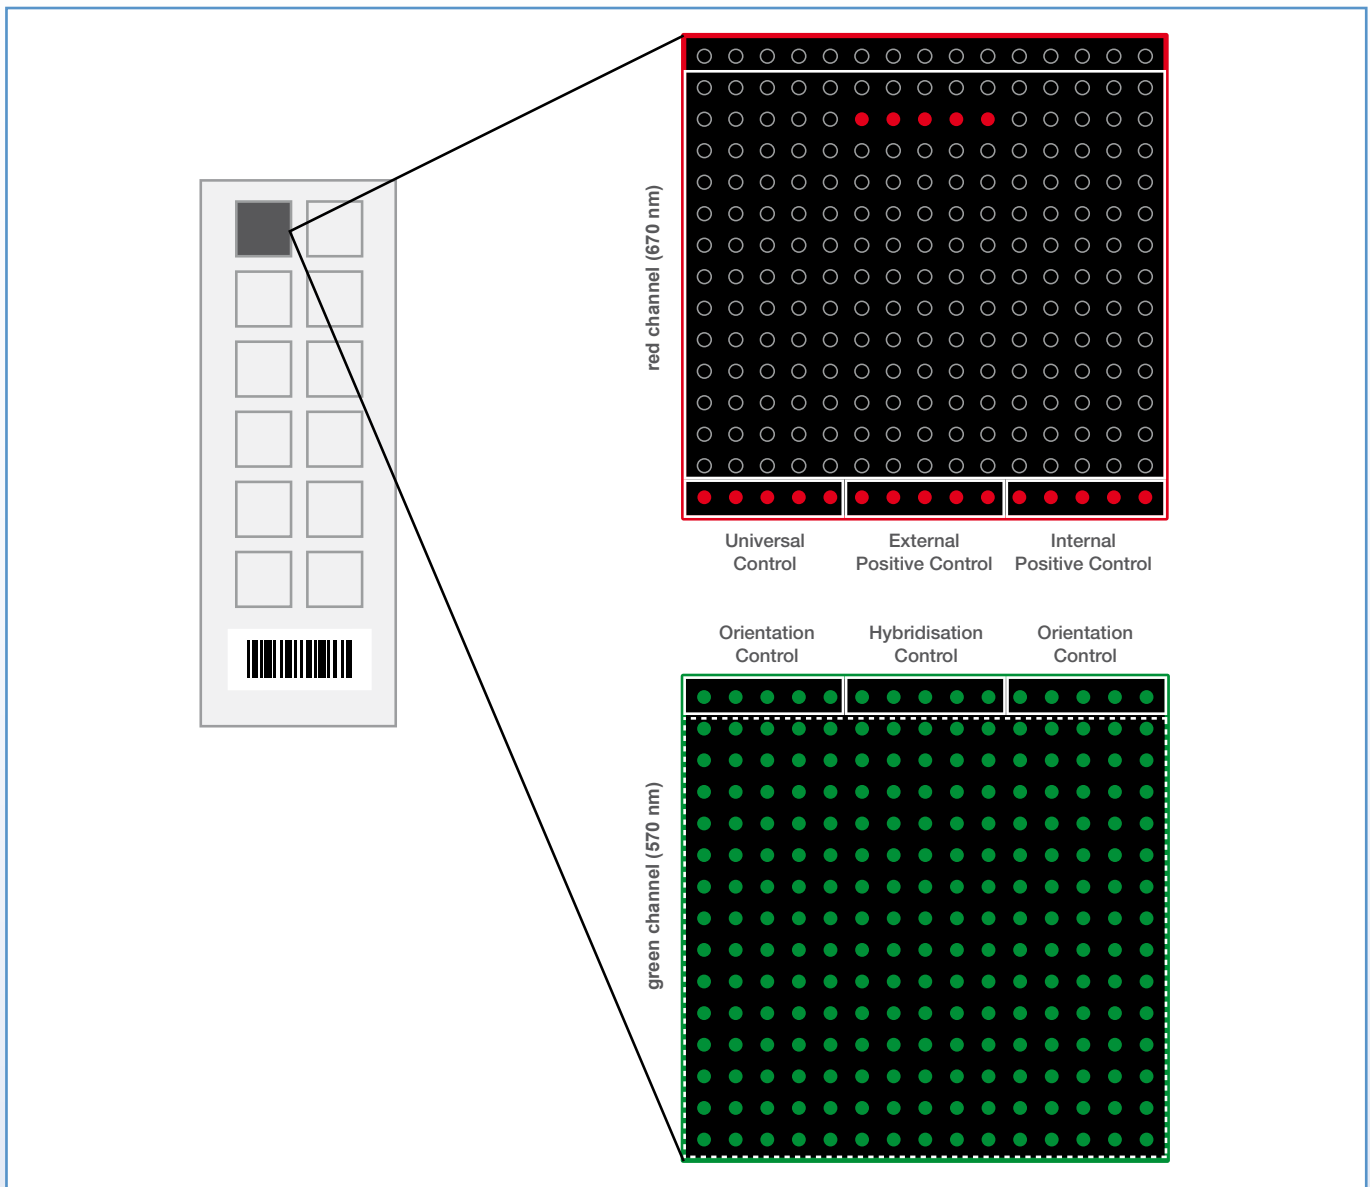 red channel (670 nm)
Universal
Control
External
Positive Control
Internal
Positive Control
Orientation
Control
Hybridisation
Control
Orientation
Control
green channel (570 nm)